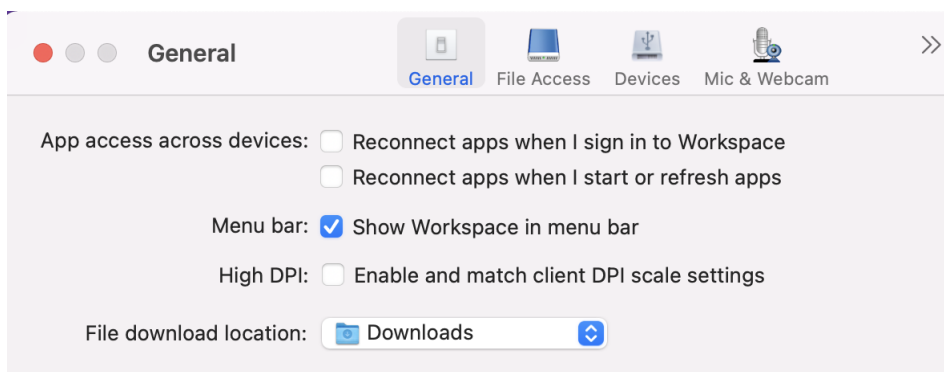 General
General File Access Devices Mic & Webcam
App access across devices: Reconnect apps when I sign in to Workspace
Reconnect apps when I start or refresh apps
Menu bar: Show Workspace in menu bar
High DPI: Enable and match client DPI scale settings
File download location: Downloads